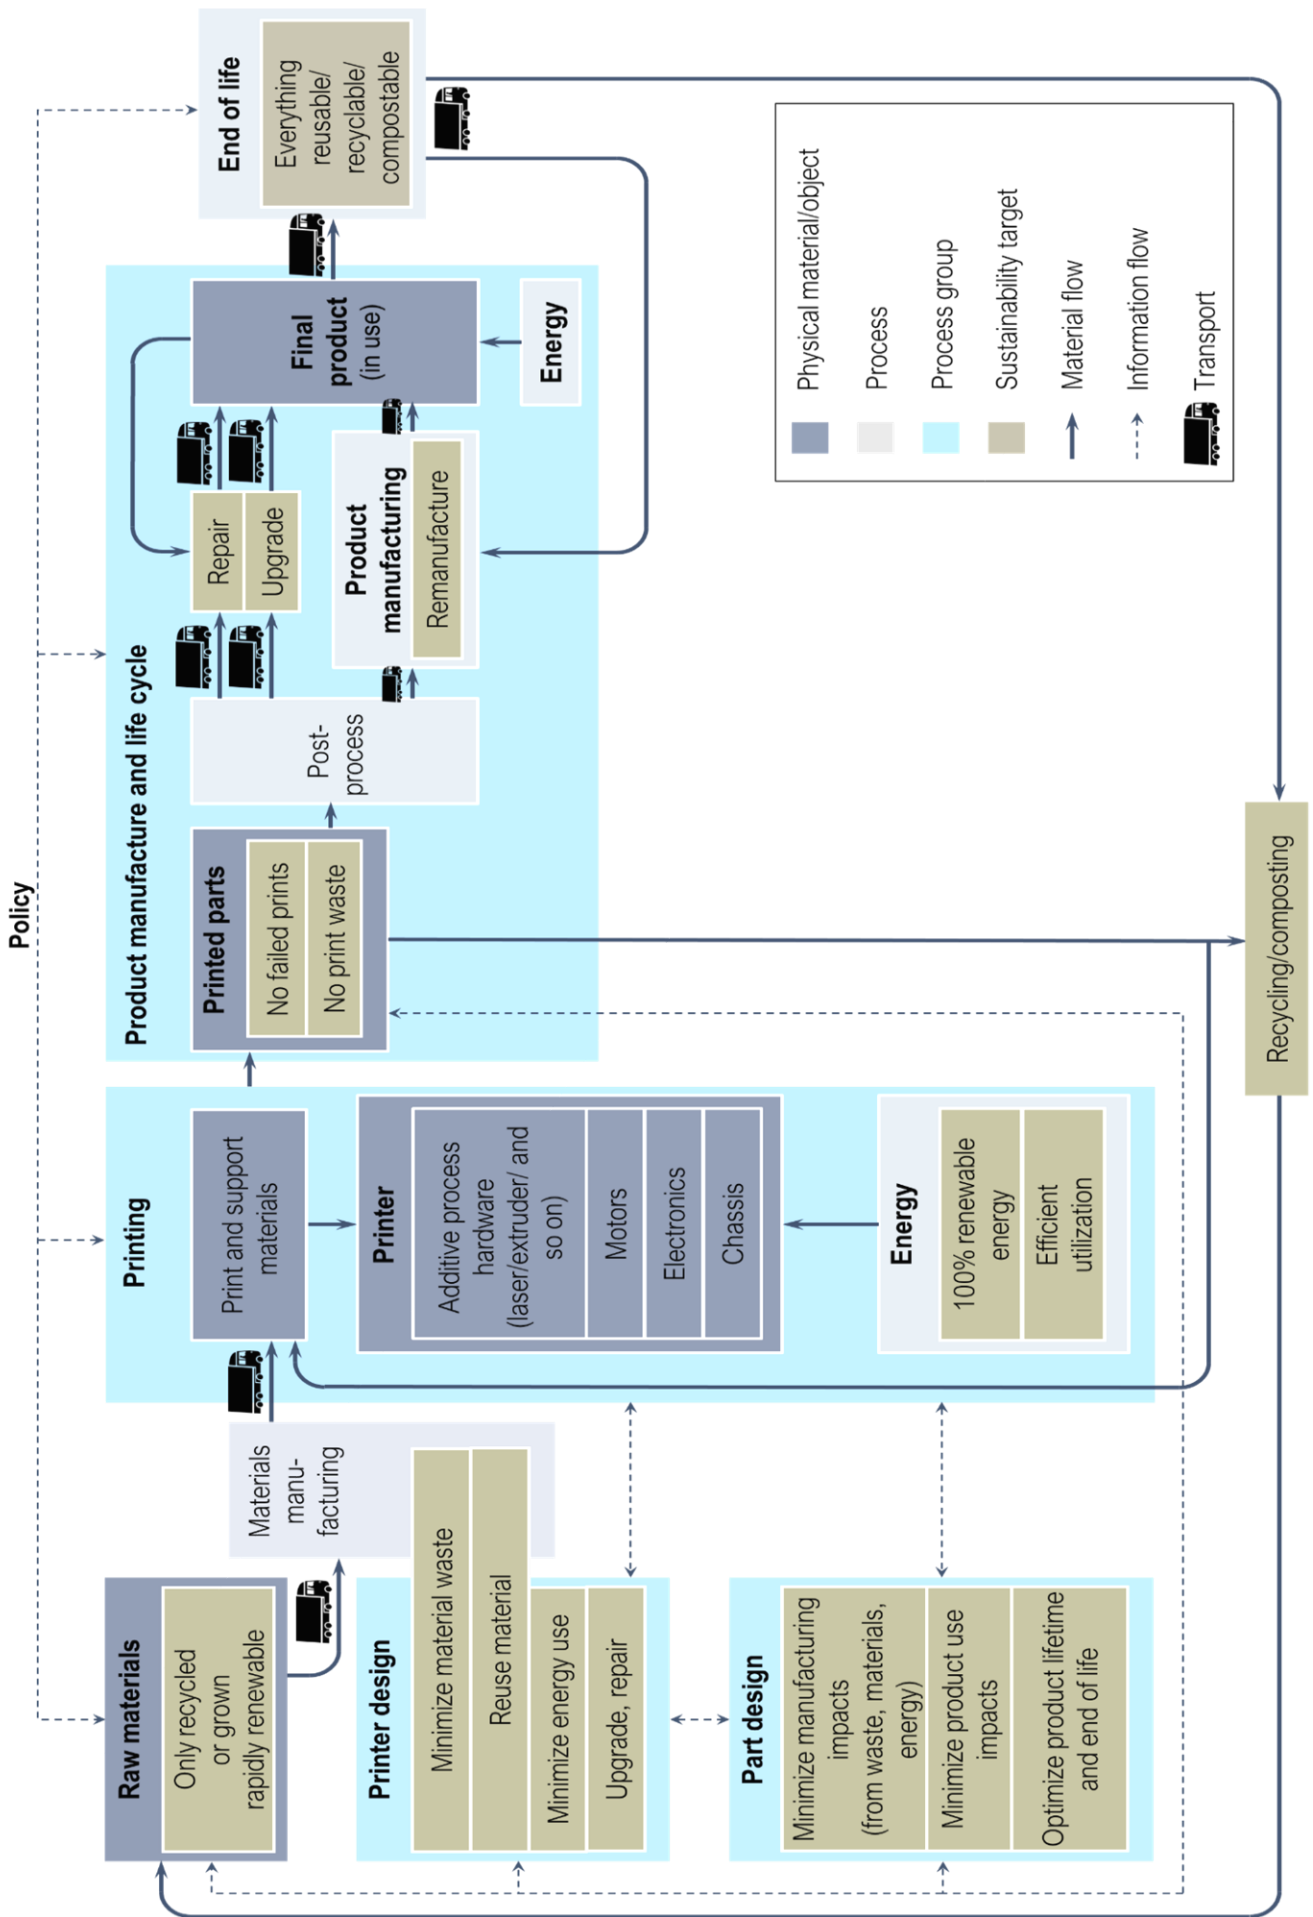 Policy
Raw materials
Only recycled
or grown
rapidly renewable
Materials
manu-
facturing
Printer design
Minimize material waste
Reuse material
Minimize energy use
Upgrade, repair
Part design
Minimize manufacturing
impacts
(from waste, materials,
energy)
Minimize product use
impacts
Optimize product lifetime
and end of life
Printing
Print and support
materials
Printer
Additive process
hardware
(laser/extruder/ and
so on)
Motors
Electronics
Chassis
Energy
100% renewable
energy
Efficient
utilization
Product manufacture and life cycle
Printed parts
No failed prints
No print waste
Post-
process
Repair
Upgrade
Product
manufacturing
Remanufacture
Final
product
(in use)
Energy
End of life
Everything
reusable/
recyclable/
compostable
Recycling/composting
Physical material/object
Process
Process group
Sustainability target
Material flow
Information flow
Transport